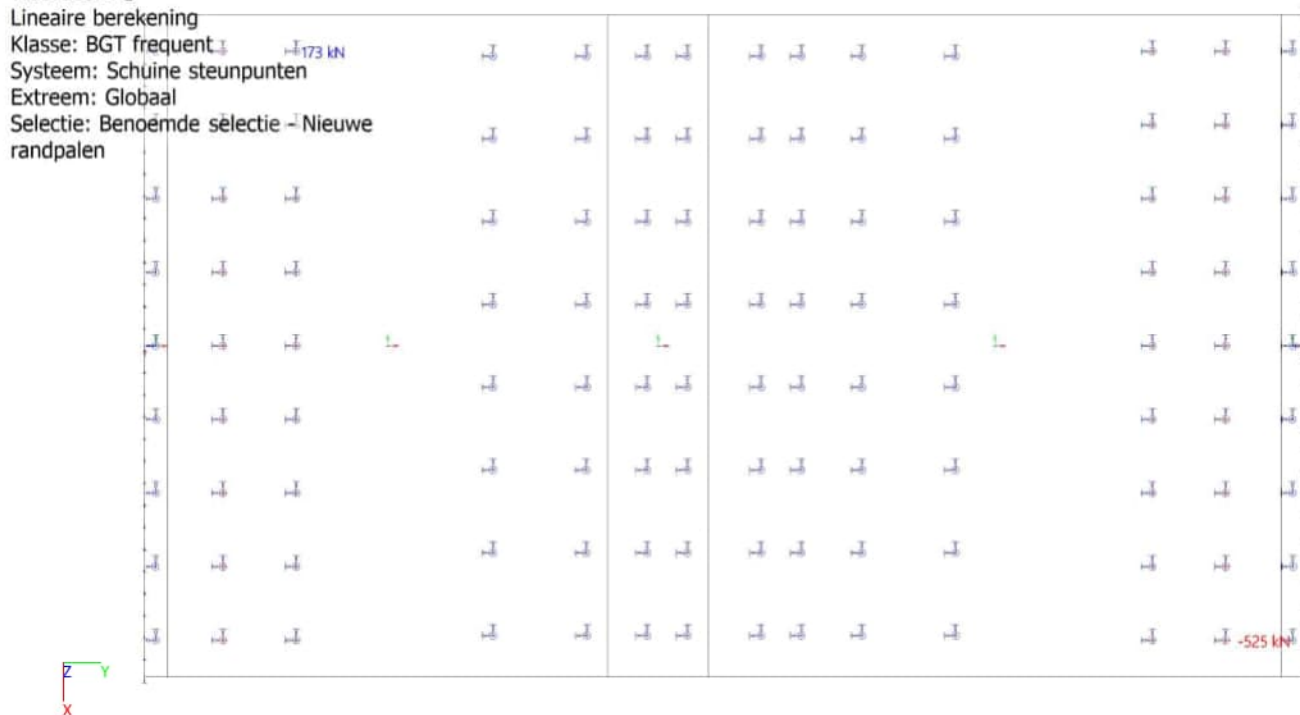 Lineaire berekening
Klasse: BGT frequent
173 kN
Systeem: Schuine steunpunten
Extreem: Globaal
Selectie: Benoemde selectie - Nieuwe
randpalen
-525 kN
Z Y
X